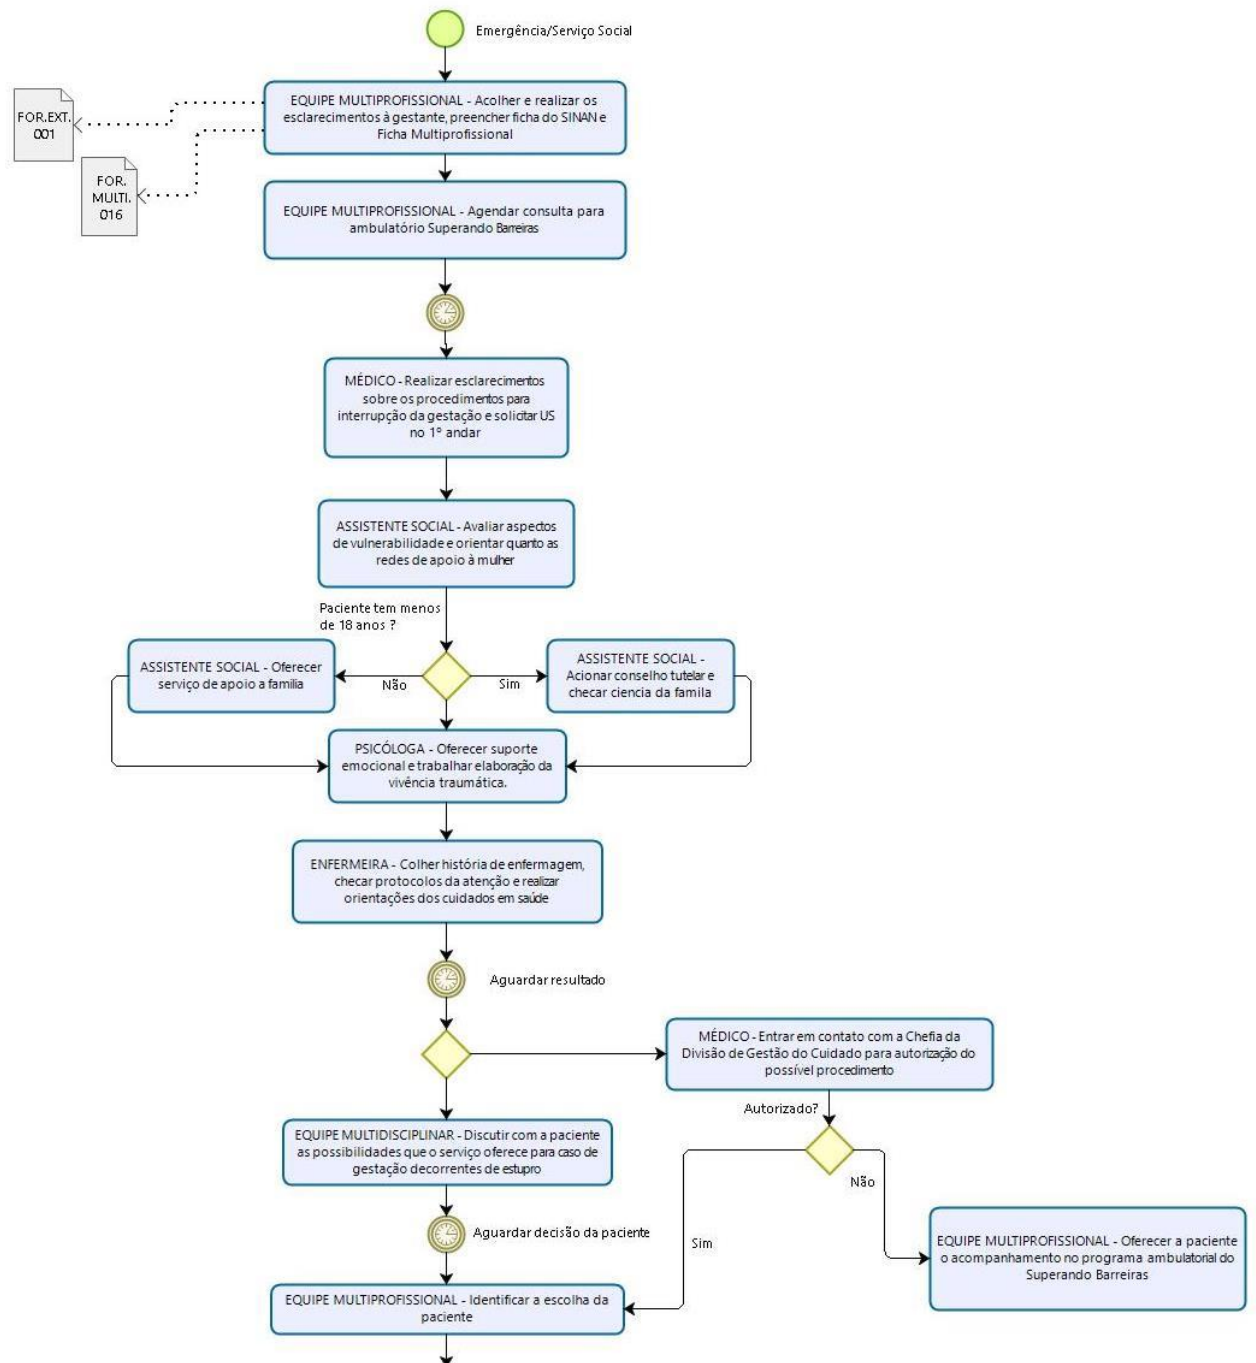 Emergência/Serviço Social
EQUIPE MULTIPROFISSIONAL - Acolher e realizar os
esclarecimentos à gestante, preencher ficha do SINAN e
Ficha Multiprofissional
FOR.EXT.
001
FOR.
MULTI.
016
EQUIPE MULTIPROFISSIONAL - Agendar consulta para
ambulatório Superando Barreiras
MÉDICO - Realizar esclarecimentos
sobre os procedimentos para
interrupção da gestação e solicitar US
no 1º andar
ASSISTENTE SOCIAL - Avaliar aspectos
de vulnerabilidade e orientar quanto as
redes de apoio à mulher
Paciente tem menos
de 18 anos ?
ASSISTENTE SOCIAL - Oferecer
serviço de apoio a familia
Não
Sim
ASSISTENTE SOCIAL -
Acionar conselho tutelar e
checar ciencia da famila
PSICÓLOGA - Oferecer suporte
emocional e trabalhar elaboração da
vivência traumática.
ENFERMEIRA - Colher história de enfermagem,
checar protocolos da atenção e realizar
orientações dos cuidados em saúde
Aguardar resultado
MÉDICO - Entrar em contato com a Chefia da
Divisão de Gestão do Cuidado para autorização do
possível procedimento
Autorizado?
EQUIPE MULTIDISCIPLINAR - Discutir com a paciente
as possibilidades que o serviço oferece para caso de
gestação decorrentes de estupro
Não
Aguardar decisão da paciente
Sim
EQUIPE MULTIPROFISSIONAL - Oferecer a paciente
o acompanhamento no programa ambulatorial do
Superando Barreiras
EQUIPE MULTIPROFISSIONAL - Identificar a escolha da
paciente